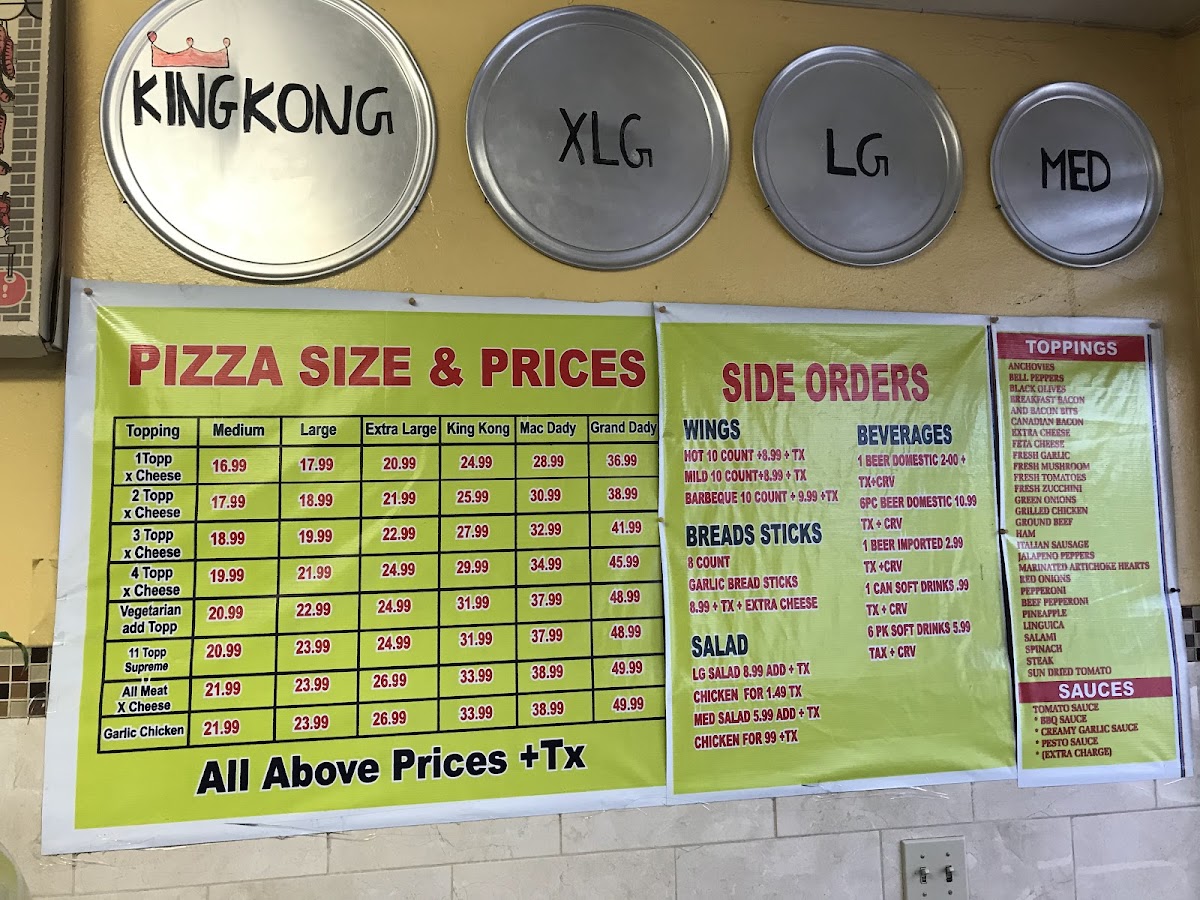 KINGKONG
XLG
LG
MED
PIZZA SIZE & PRICES
Topping Medium Large Extra Large King Kong Mac Dady Grand Dady
1Topp
x Cheese 16.99 17.99 20.99 24.99 28.99 36.99
2 Topp
x Cheese 17.99 18.99 21.99 25.99 30.99 38.99
3 Topp
x Cheese 18.99 19.99 22.99 27.99 32.99 41.99
4 Topp
x Cheese 19.99 21.99 24.99 29.99 34.99 45.99
Vegetarian
add Topp 20.99 22.99 24.99 31.99 37.99 48.99
11 Topp
Supreme 20.99 23.99 24.99 31.99 37.99 48.99
All Meat
X Cheese 21.99 23.99 26.99 33.99 38.99 49.99
Garlic Chicken 21.99 23.99 26.99 33.99 38.99 49.99
All Above Prices +Tx
SIDE ORDERS
WINGS
HOT 10 COUNT +8.99 + TX
MILD 10 COUNT+8.99 + TX
BARBEQUE 10 COUNT + 9.99 +TX
BREADS STICKS
8 COUNT
GARLIC BREAD STICKS
8.99 + TX + EXTRA CHEESE
SALAD
LG SALAD 8.99 ADD + TX
CHICKEN FOR 1.49 TX
MED SALAD 5.99 ADD + TX
CHICKEN FOR 99 +TX
BEVERAGES
1 BEER DOMESTIC 2-00 +
TX+CRV
6PC BEER DOMESTIC 10.99
TX + CRV
1 BEER IMPORTED 2.99
TX +CRV
1 CAN SOFT DRINKS .99
TX + CRV
6 PK SOFT DRINKS 5.99
TAX + CRV
TOPPINGS
ANCHOVIES
BELL PEPPERS
BLACK OLIVES
BREAKFAST BACON
AND BACON BITS
CANADIAN BACON
EXTRA CHEESE
FETA CHEESE
FRESH GARLIC
FRESH MUSHROOM
FRESH TOMATOES
FRESH ZUCCHINI
GREEN ONIONS
GRILLED CHICKEN
GROUND BEEF
HAM
ITALIAN SAUSAGE
JALAPENO PEPPERS
MARINATED ARTICHOKE HEARTS
RED ONIONS
PEPPERONI
BEEF PEPPERONI
PINEAPPLE
LINGUICA
SALAMI
SPINACH
STEAK
SUN DRIED TOMATO
SAUCES
TOMATO SAUCE
* BBQ SAUCE
* CREAMY GARLIC SAUCE
* PESTO SAUCE
* (EXTRA CHARGE)